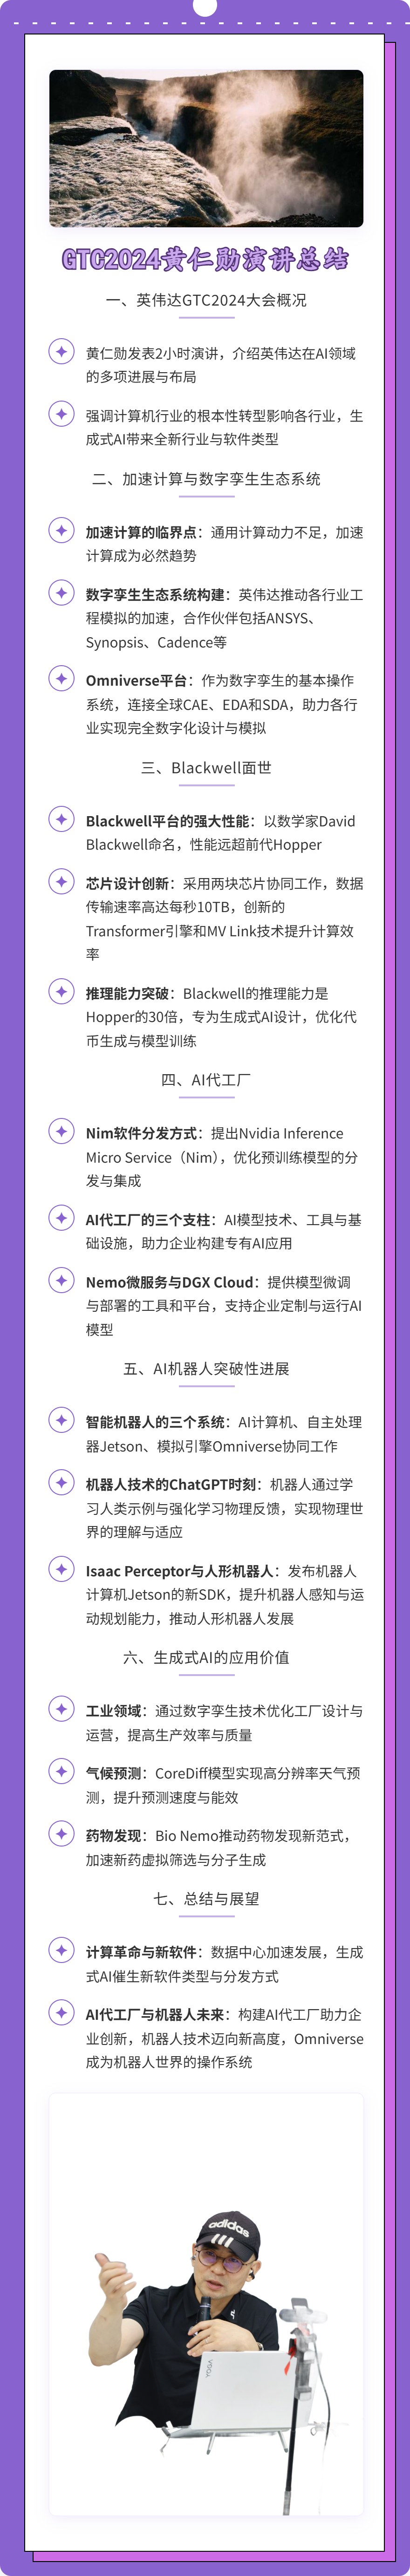 GTC2024黄仁勋演讲总结
一、英伟达GTC2024大会概况
黄仁勋发表2小时演讲，介绍英伟达在AI领域
的多项进展与布局
强调计算机行业的根本性转型影响各行业，生
成式AI带来全新行业与软件类型
二、加速计算与数字孪生生态系统
加速计算的临界点：通用计算动力不足，加速
计算成为必然趋势
数字孪生生态系统构建：英伟达推动各行业工
程模拟的加速，合作伙伴包括ANSYS、
Synopsis、Cadence等
Omniverse平台：作为数字孪生的基本操作
系统，连接全球CAE、EDA和SDA，助力各行
业实现完全数字化设计与模拟
三、Blackwell面世
Blackwell平台的强大性能：以数学家David
Blackwell命名，性能远超前代Hopper
芯片设计创新：采用两块芯片协同工作，数据
传输速率高达每秒10TB，创新的
Transformer引擎和MV Link技术提升计算效
率
推理能力突破：Blackwell的推理能力是
Hopper的30倍，专为生成式AI设计，优化代
币生成与模型训练
四、AI代工厂
Nim软件分发方式：提出Nvidia Inference
Micro Service（Nim），优化预训练模型的分
发与集成
AI代工厂的三个支柱：AI模型技术、工具与基
础设施，助力企业构建专有AI应用
Nemo微服务与DGX Cloud：提供模型微调
与部署的工具和平台，支持企业定制与运行AI
模型
五、AI机器人突破性进展
智能机器人的三个系统：AI计算机、自主处理
器Jetson、模拟引擎Omniverse协同工作
机器人技术的ChatGPT时刻：机器人通过学
习人类示例与强化学习物理反馈，实现物理世
界的理解与适应
Isaac Perceptor与人形机器人：发布机器人
计算机Jetson的新SDK，提升机器人感知与运
动规划能力，推动人形机器人发展
六、生成式AI的应用价值
工业领域：通过数字孪生技术优化工厂设计与
运营，提高生产效率与质量
气候预测：CoreDiff模型实现高分辨率天气预
测，提升预测速度与能效
药物发现：Bio Nemo推动药物发现新范式，
加速新药虚拟筛选与分子生成
七、总结与展望
计算革命与新软件：数据中心加速发展，生成
式AI催生新软件类型与分发方式
AI代工厂与机器人未来：构建AI代工厂助力企
业创新，机器人技术迈向新高度，Omniverse
成为机器人世界的操作系统
adidas
YOGA